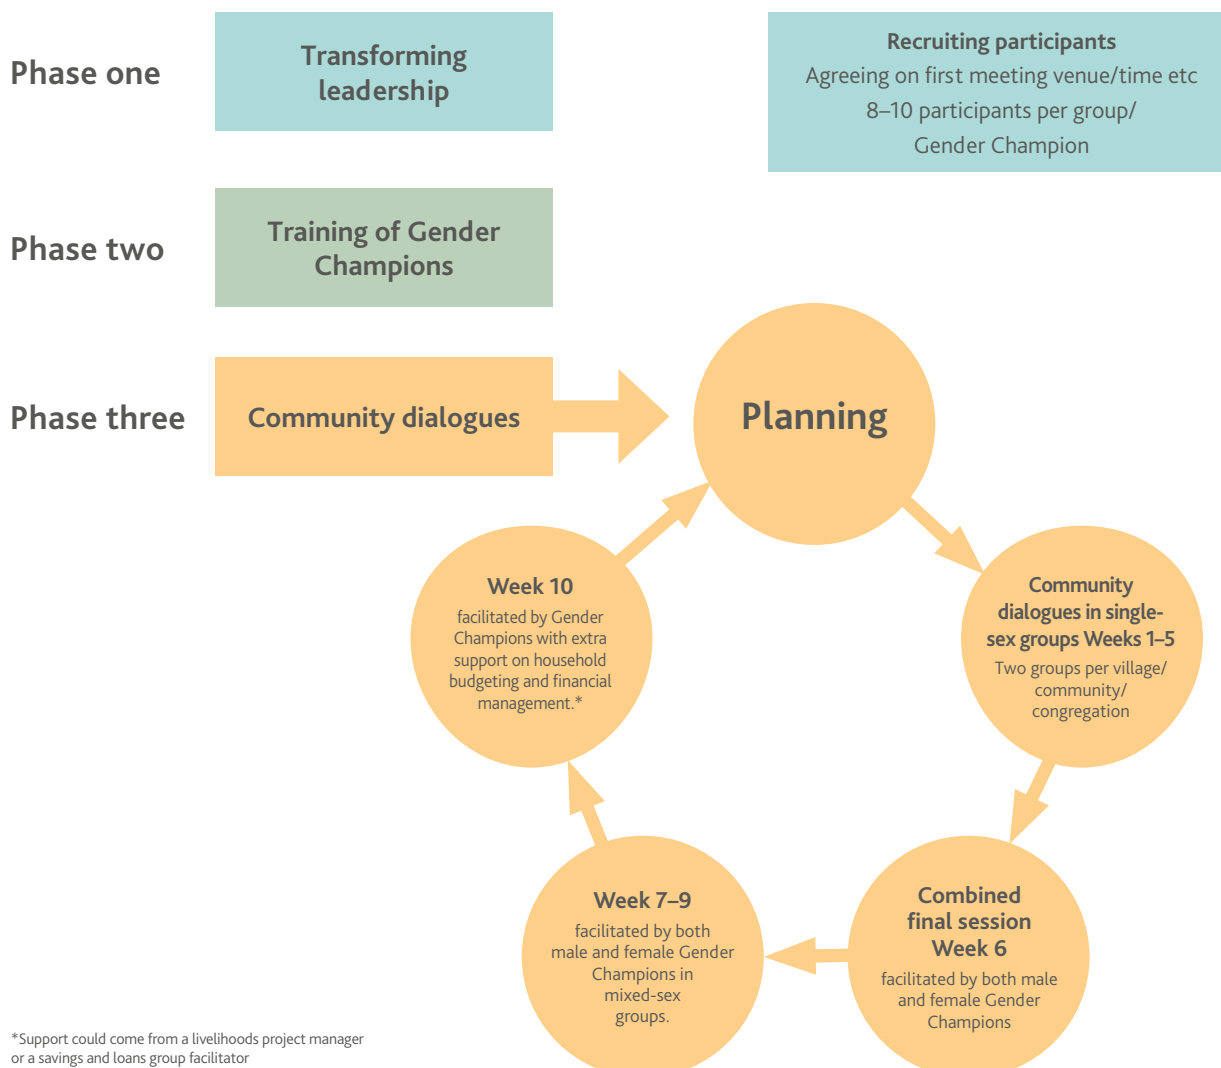 Phase one
Transforming
leadership
Recruiting participants
Agreeing on first meeting venue/time etc
8–10 participants per group/
Gender Champion
Phase two
Training of Gender
Champions
Phase three
Community dialogues
Planning
Community
dialogues in single-
sex groups Weeks 1–5
Two groups per village/
community/
congregation
Combined
final session
Week 6
facilitated by both male
and female Gender
Champions
Week 7–9
facilitated by both
male and female Gender
Champions in
mixed-sex
groups.
Week 10
facilitated by Gender
Champions with extra
support on household
budgeting and financial
management.*
*Support could come from a livelihoods project manager
or a savings and loans group facilitator